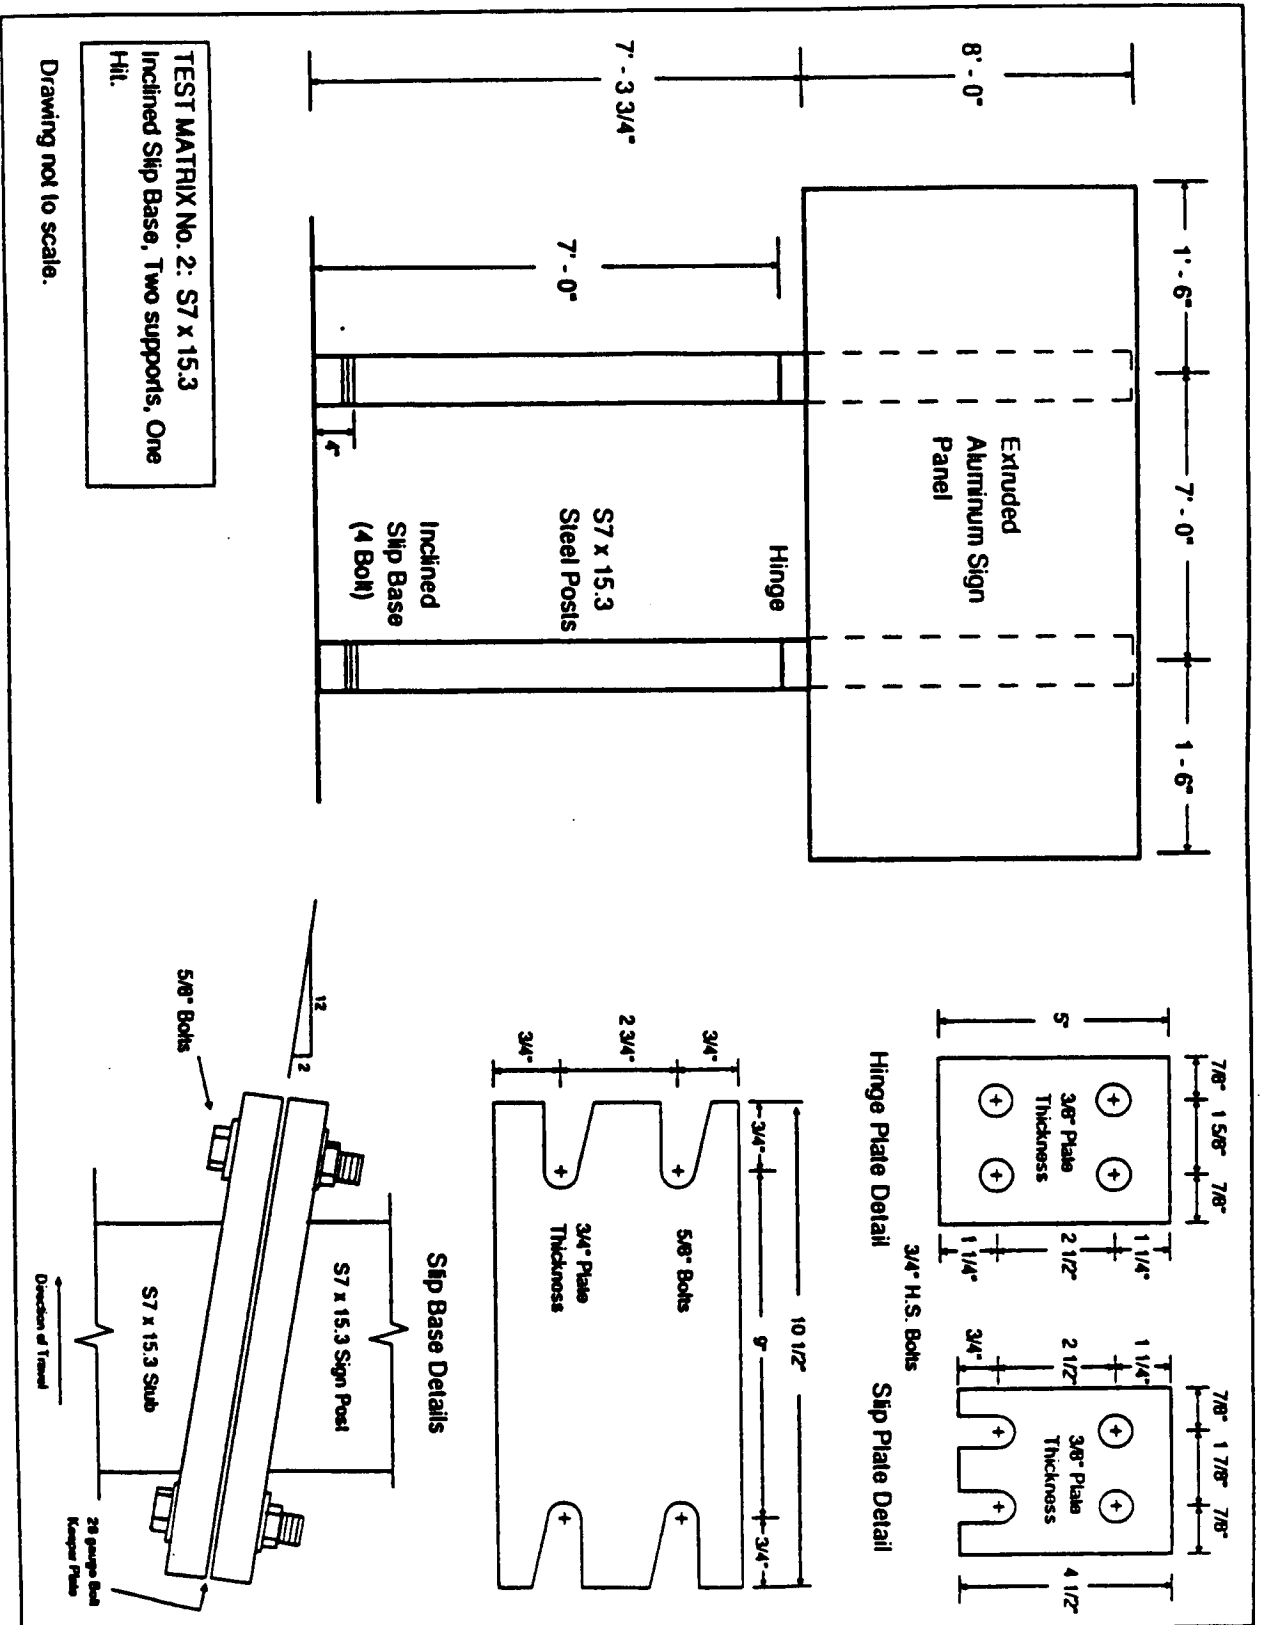 1' - 6"
7' - 0"
1 - 6"
8' - 0"
7' - 3 3/4"
7' - 0"
4"
Extruded
Aluminum Sign
Panel
Hinge
S7 x 15.3
Steel Posts
Inclined
Slip Base
(4 Bolt)
TEST MATRIX No. 2: S7 x 15.3
Inclined Slip Base, Two supports, One
Hit.
Drawing not to scale.
7/8" 1 5/8" 7/8"
5"
3/8" Plate
Thickness
1 1/4"
2 1/2"
1 1/4"
Hinge Plate Detail
3/4" H.S. Bolts
7/8" 1 7/8" 7/8"
1 1/4"
2 1/2"
3/4"
3/8" Plate
Thickness
4 1/2"
Slip Plate Detail
10 1/2"
3/4" 9" 3/4"
3/4"
2 3/4"
3/4"
5/8" Bolts
3/4" Plate
Thickness
Slip Base Details
12
2
5/8" Bolts
S7 x 15.3 Sign Post
S7 x 15.3 Stub
Direction of Travel
28 gauge Bolt
Keeper Plate